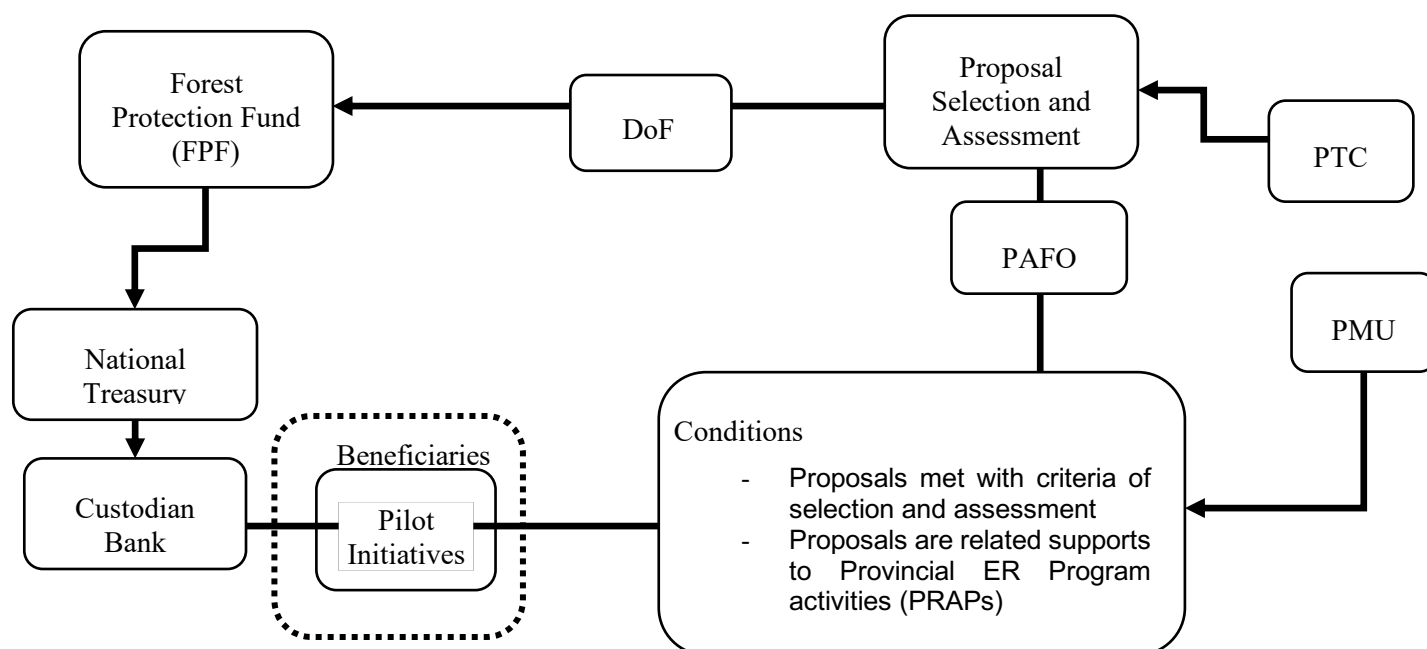 Forest
Protection Fund
(FPF)
DoF
Proposal
Selection and
Assessment
PTC
PAFO
PMU
National
Treasury
Custodian
Bank
Beneficiaries
Pilot
Initiatives
Conditions
- Proposals met with criteria of
selection and assessment
- Proposals are related supports
to Provincial ER Program
activities (PRAPs)